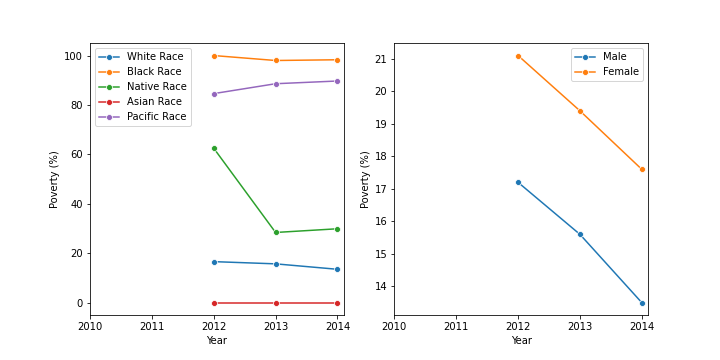 White Race
Black Race
Native Race
Asian Race
Pacific Race
100
80
60
40
20
0
Poverty (%)
2010 2011 2012 2013 2014
Year
Male
Female
21
20
19
18
17
16
15
14
Poverty (%)
2010 2011 2012 2013 2014
Year